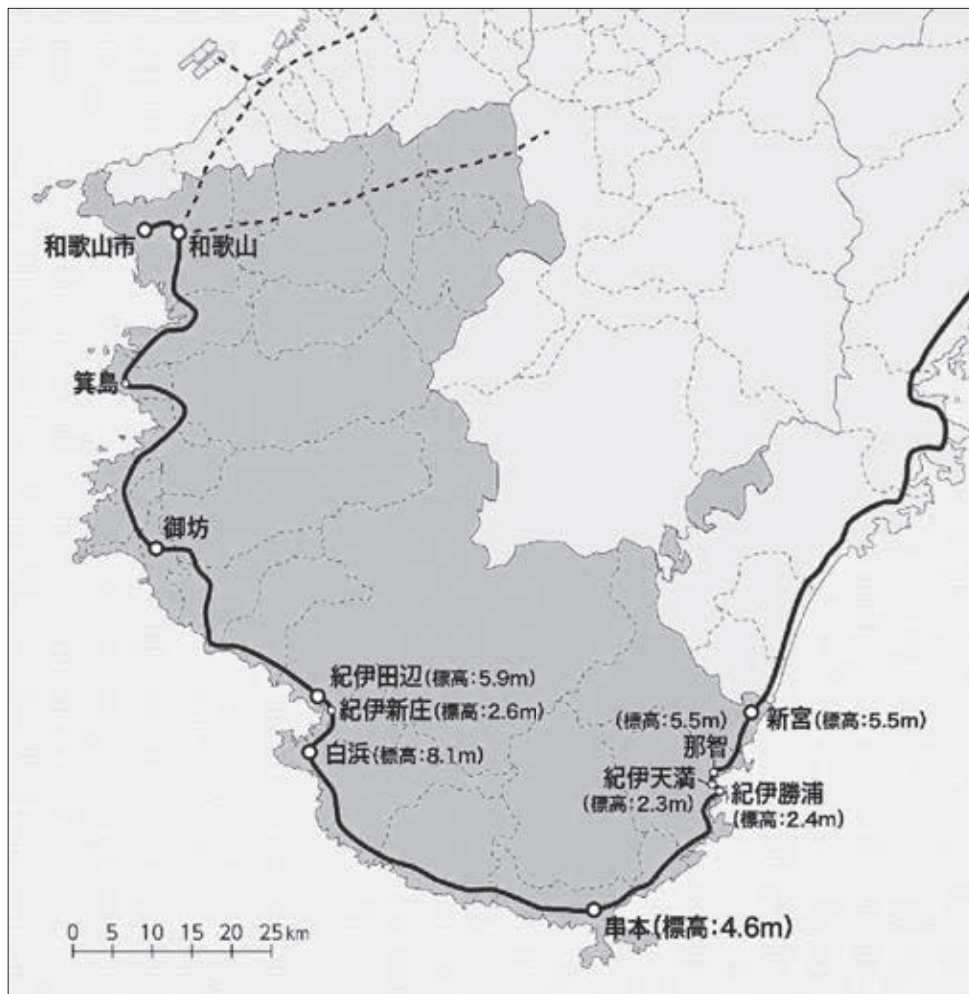 和歌山市
和歌山
箕島
御坊
紀伊田辺(標高:5.9m)
紀伊新庄(標高:2.6m)
白浜(標高:8.1m)
(標高:5.5m)
那智
新宮(標高:5.5m)
紀伊天満
(標高:2.3m)
紀伊勝浦
(標高:2.4m)
串本(標高:4.6m)
0 5 10 15 20 25km